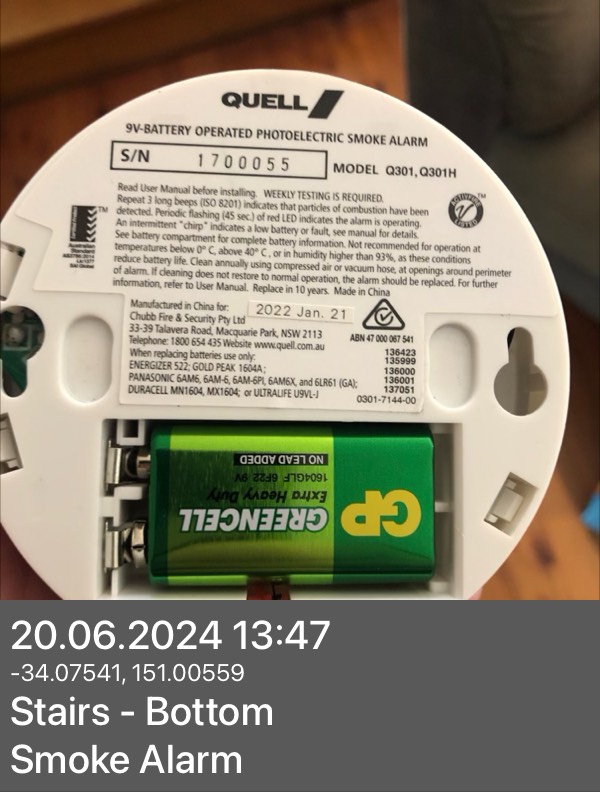 QUELL
9V-BATTERY OPERATED PHOTOELECTRIC SMOKE ALARM
S/N 1700055 MODEL Q301, Q301H
Read User Manual before installing. WEEKLY TESTING IS REQUIRED.
Repeat 3 long beeps (ISO 8201) indicates that particles of combustion have been
detected. Periodic flashing (45 sec.) of red LED indicates the alarm is operating.
An intermittent "chirp" indicates a low battery or fault, see manual for details.
See battery compartment for complete battery information. Not recommended for operation at
temperatures below 0° C, above 40° C, or in humidity higher than 93%, as these conditions
reduce battery life. Clean annually using compressed air or vacuum hose, at openings around perimeter
of alarm. If cleaning does not restore to normal operation, the alarm should be replaced. For further
information, refer to User Manual. Replace in 10 years. Made in China
TM
Australian
Standard
AS3786:2014
SAI Global
TM
Manufactured in China for:
Chubb Fire & Security Pty Ltd
2022 Jan. 21
33-39 Talavera Road, Macquarie Park, NSW 2113
Telephone: 1800 654 435 Website www.quell.com.au
When replacing batteries use only:
ENERGIZER 522; GOLD PEAK 1604A;
PANASONIC 6AM6, 6AM-6, 6AM-6PI, 6AM6X, and 6LR61 (GA);
DURACELL MN1604, MX1604; or ULTRALIFE U9VL-J
ABN 47 000 067 541
136423
135999
136000
136001
137051
0301-7144-00
GP
GREENCELL
Extra Heavy Duty
1604GLF 6F22 9V
NO LEAD ADDED
20.06.2024 13:47
-34.07541, 151.00559
Stairs - Bottom
Smoke Alarm